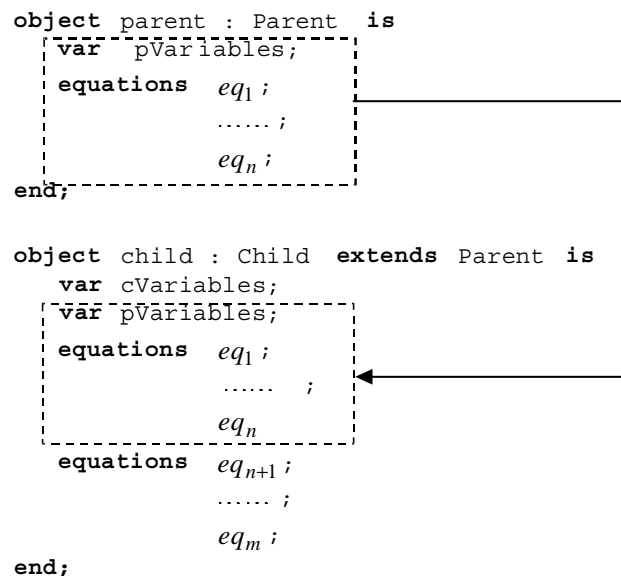 object parent : Parent is
var pVariables;
equations eq1 ;
...... ;
eqn ;
end;
object child : Child extends Parent is
var cVariables;
var pVariables;
equations eq1 ;
...... ;
eqn
equations eqn+1 ;
...... ;
eqm ;
end;